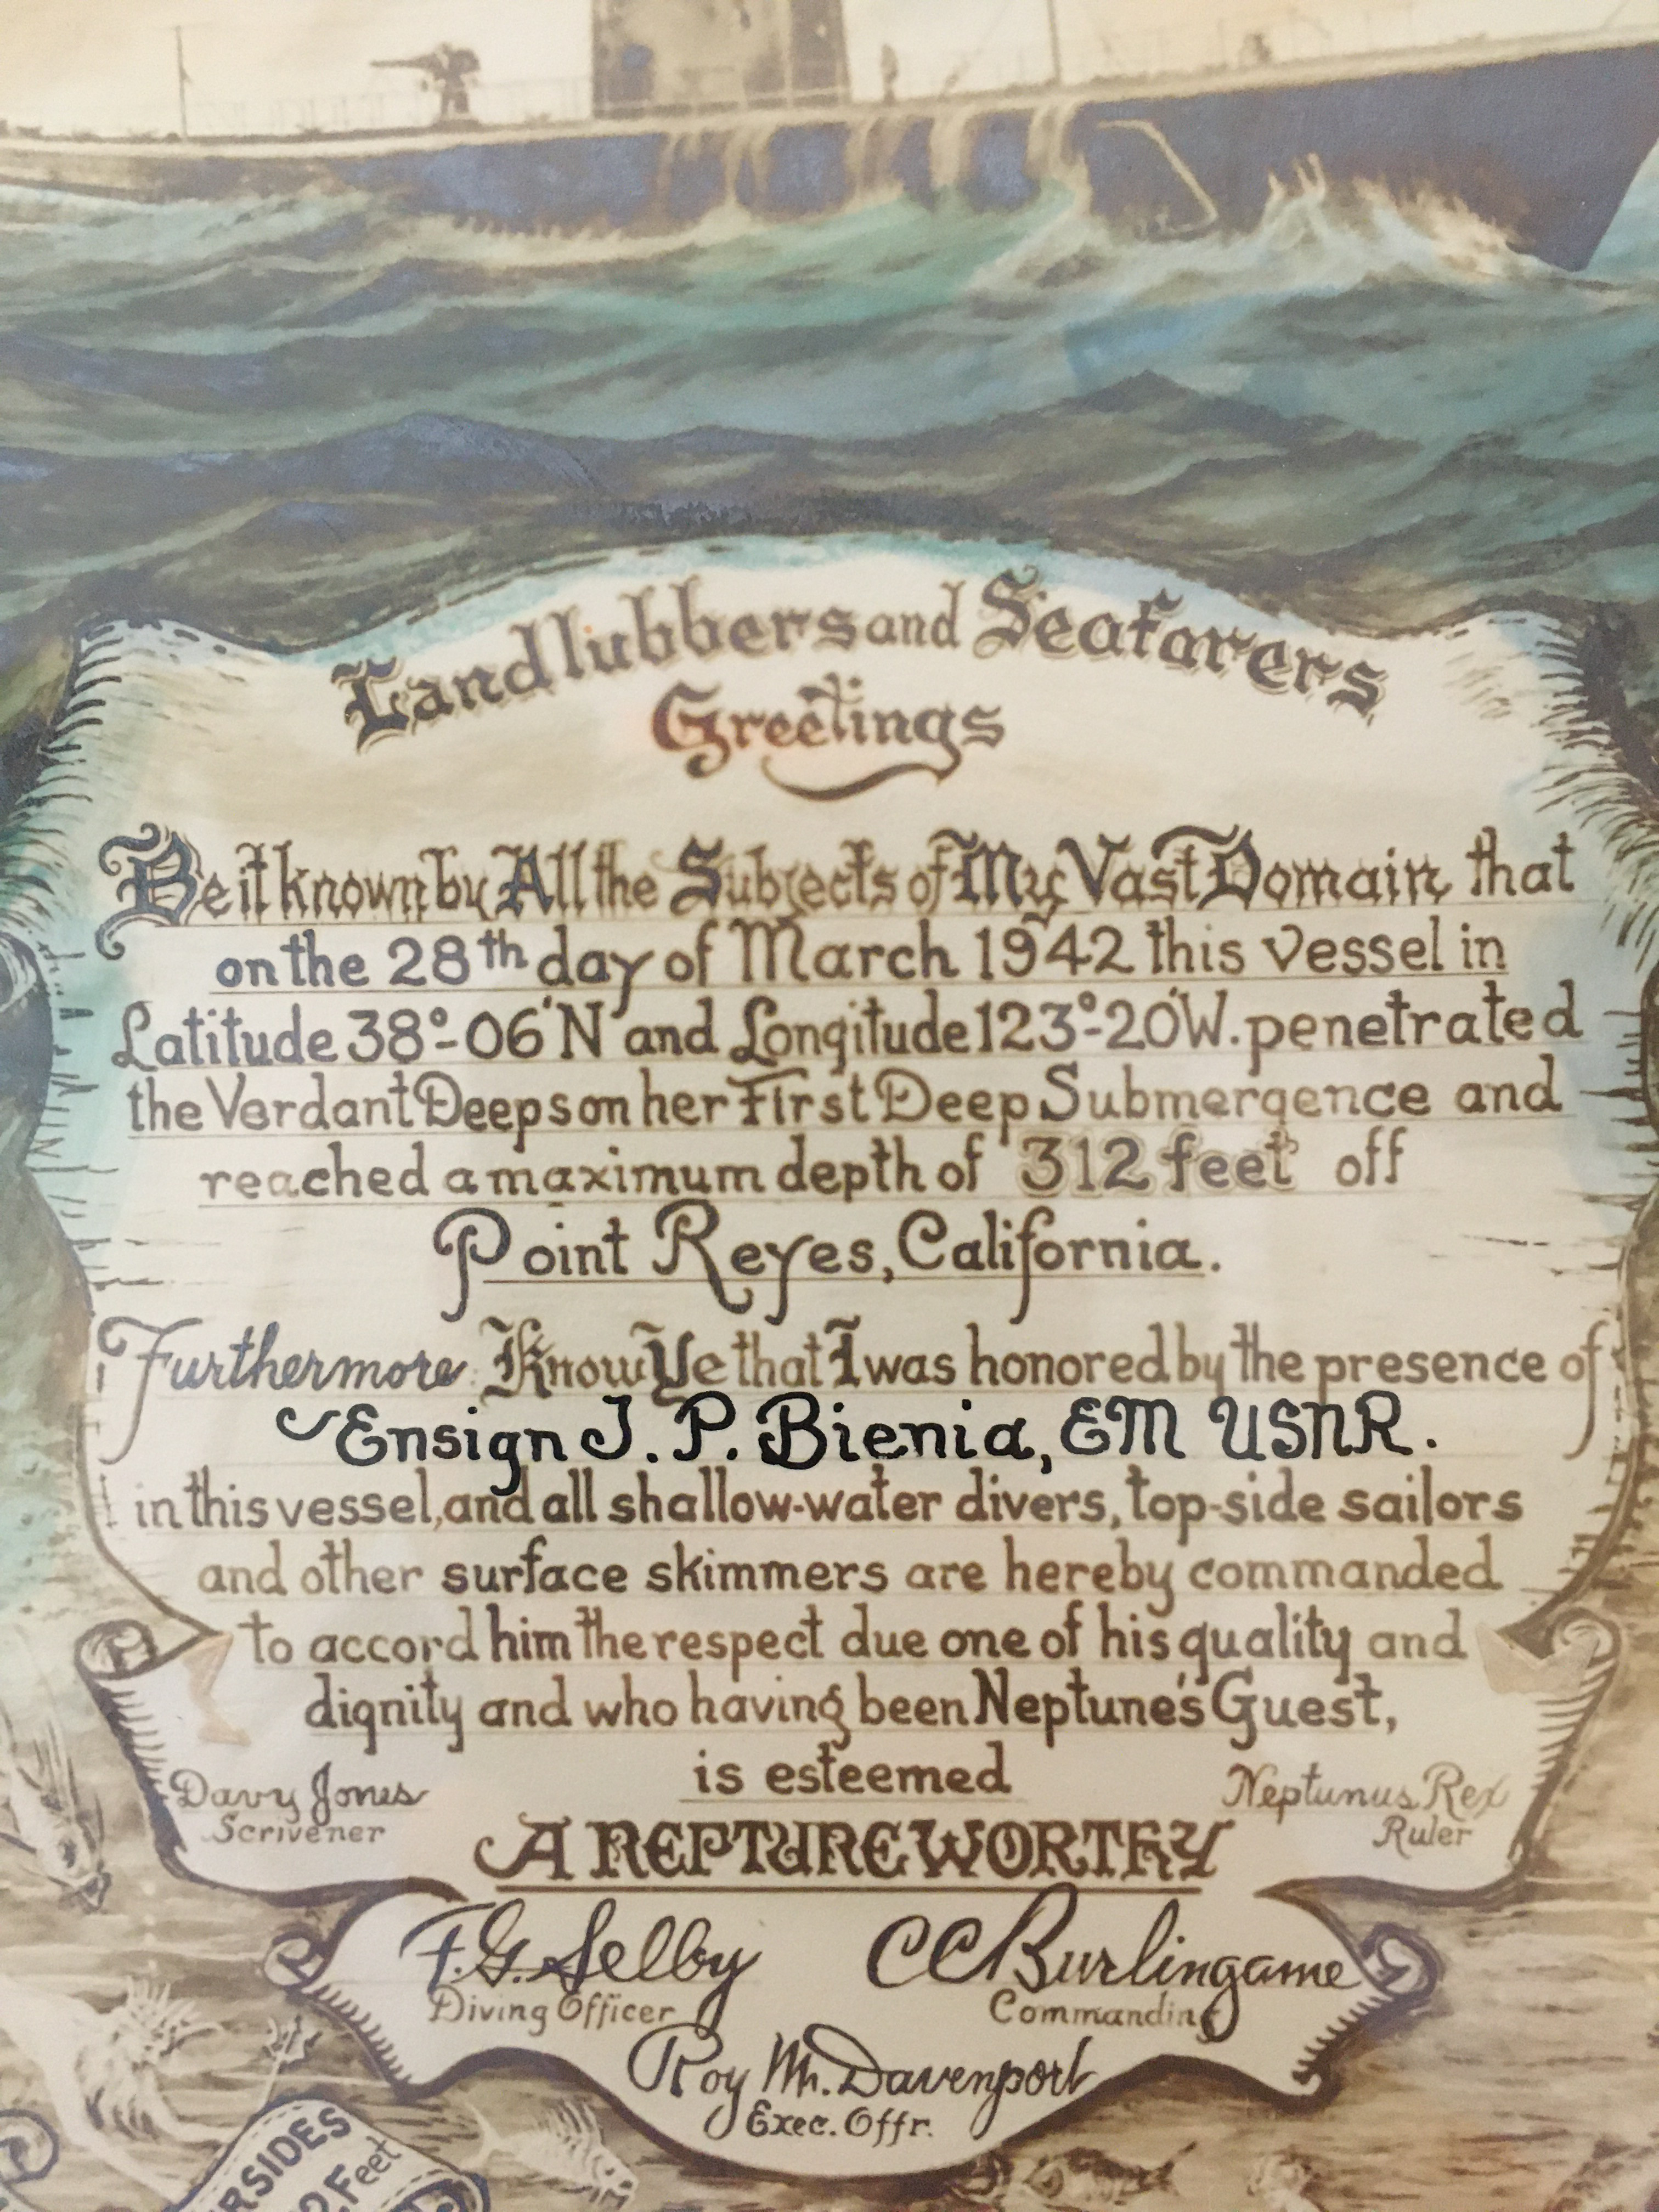 Landlubbers and Seafarers
Greetings
Be it known by All the Subjects of My Vast Domain that
on the 28th day of March 1942 this vessel in
Latitude 38°-06'N and Longitude 123°-20'W. penetrated
the Verdant Deeps on her First Deep Submergence and
reached a maximum depth of 312 feet off
Point Reyes, California.
Furthermore Know Ye that I was honored by the presence of
Ensign J. P. Bienia, EM USNR.
in this vessel, and all shallow-water divers, top-side sailors
and other surface skimmers are hereby commanded
to accord him the respect due one of his quality and
dignity and who having been Neptune's Guest,
is esteemed
Davy Jones
Scrivener
Neptunus Rex
Ruler
A NEPTUNEWORTHY
F. G. Selby
Diving Officer
CC Burlingame
Commanding
Roy M. Davenport
Exec. Offr.
RSIDES
2 Feet